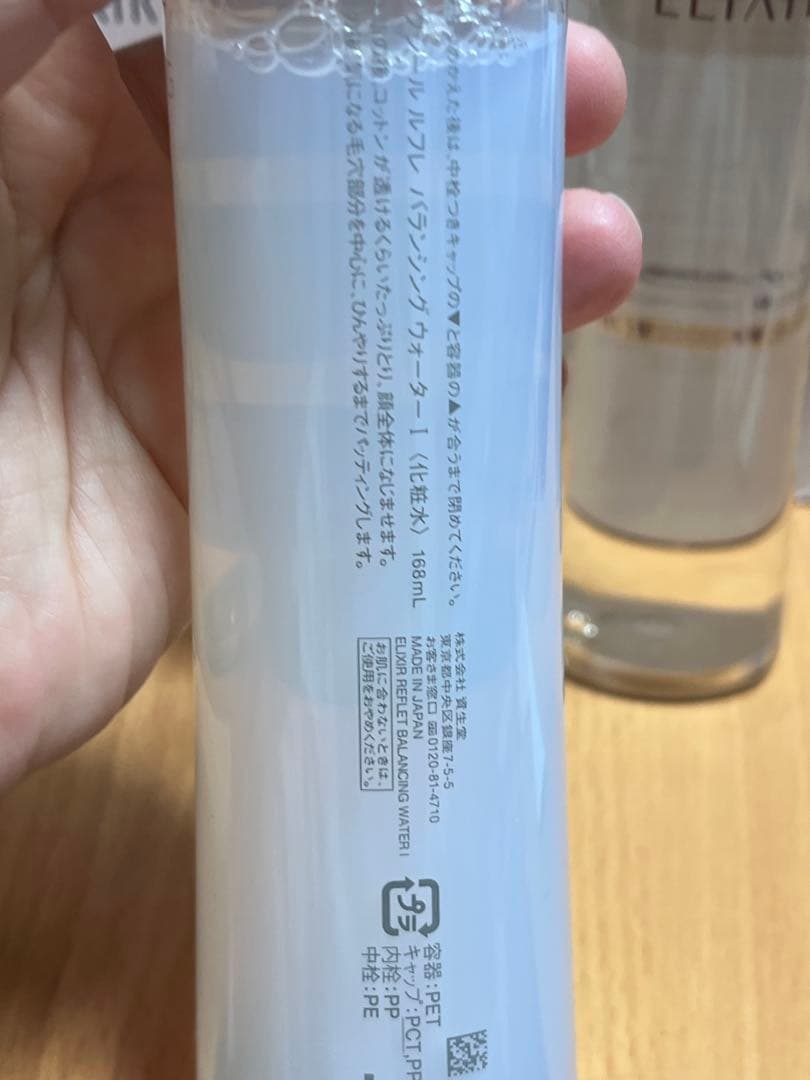 かえた後は、中栓つきキャップの▼と容器の▲が合うまで閉めてください。
ルフレ バランシング ウォーター I 〈化粧水〉 168mL
コットンが透けるくらいたっぷりとり、顔全体になじませます。
気になる毛穴部分を中心に、ひんやりするまでパッティングします。
株式会社 資生堂
東京都中央区銀座7-5-5
お客さま窓口 0120-81-4710
MADE IN JAPAN
ELIXIR REFLET BALANCING WATER I
お肌に合わないときは、
ご使用をおやめください。
プラ
容器:PET
キャップ:PCT,PP
内栓:PP
中栓:PE